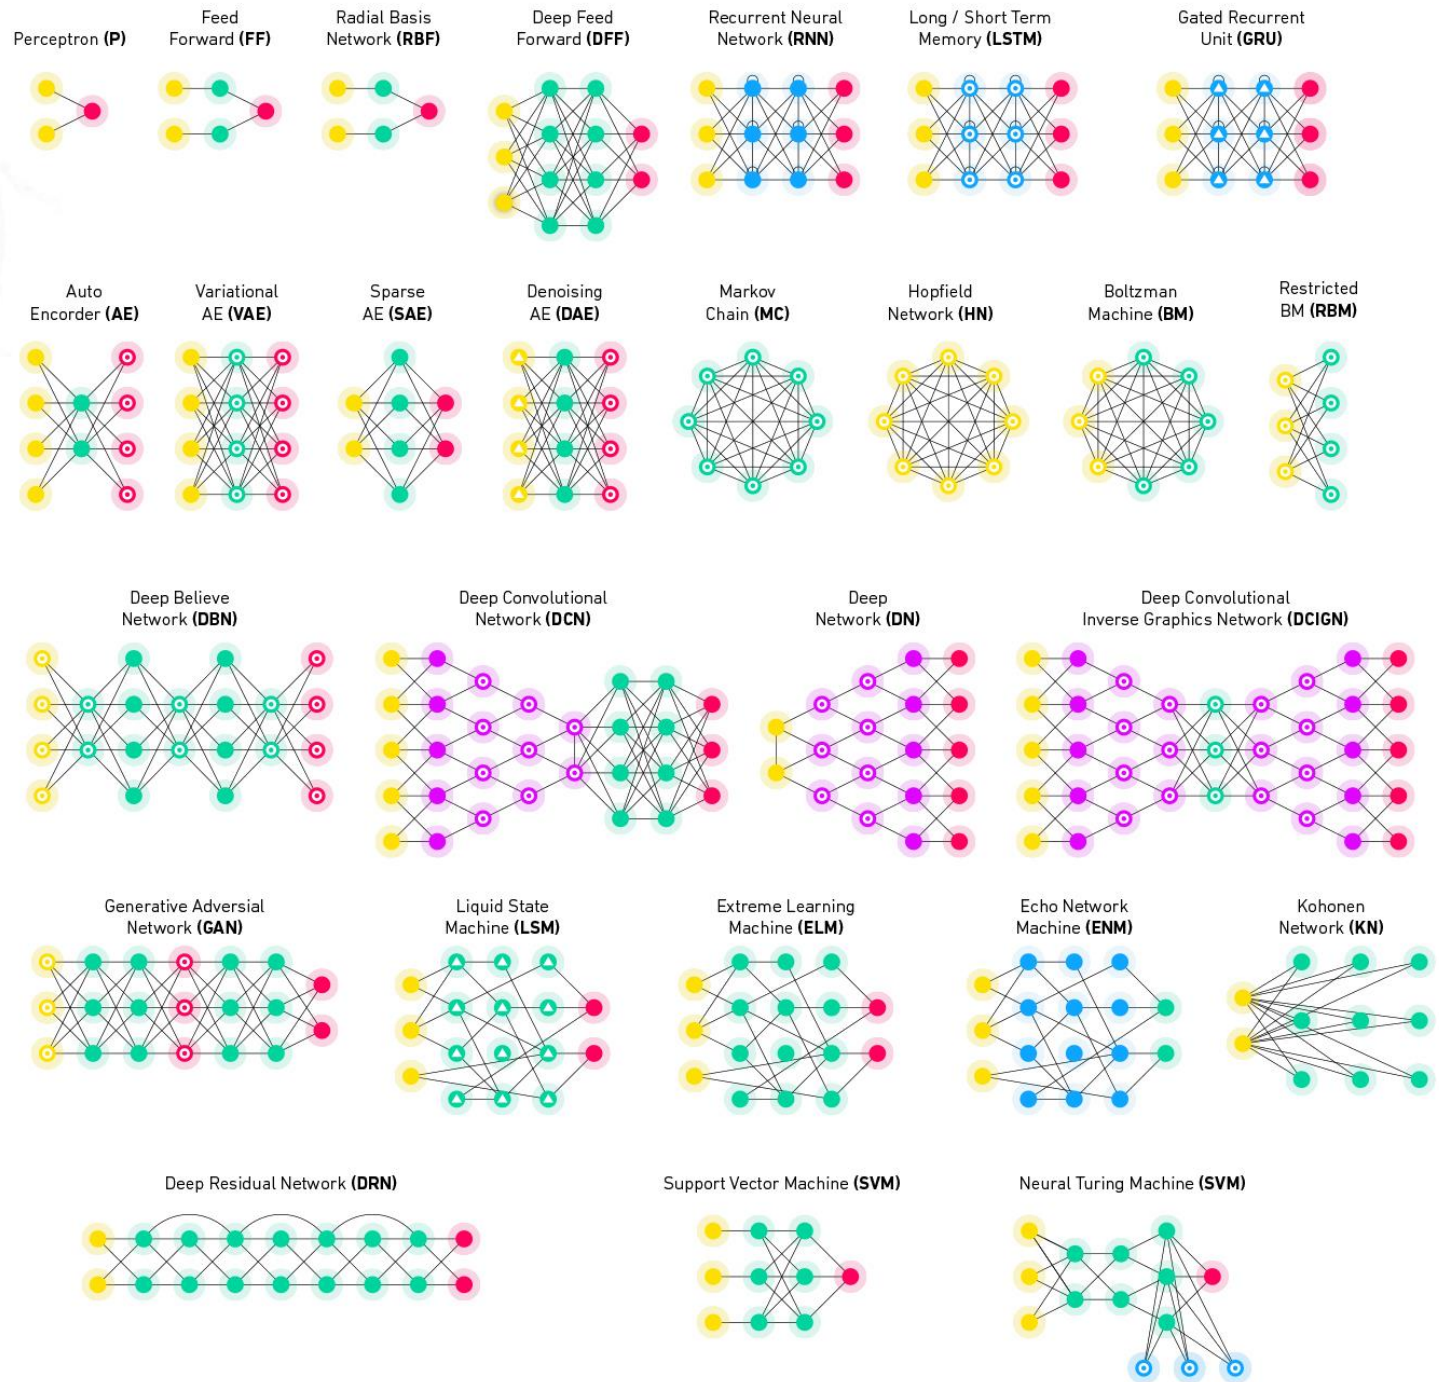 Perceptron (P)
Feed
Forward (FF)
Radial Basis
Network (RBF)
Deep Feed
Forward (DFF)
Recurrent Neural
Network (RNN)
Long / Short Term
Memory (LSTM)
Gated Recurrent
Unit (GRU)
Auto
Encorder (AE)
Variational
AE (VAE)
Sparse
AE (SAE)
Denoising
AE (DAE)
Markov
Chain (MC)
Hopfield
Network (HN)
Boltzman
Machine (BM)
Restricted
BM (RBM)
Deep Believe
Network (DBN)
Deep Convolutional
Network (DCN)
Deep
Network (DN)
Deep Convolutional
Inverse Graphics Network (DCIGN)
Generative Adversial
Network (GAN)
Liquid State
Machine (LSM)
Extreme Learning
Machine (ELM)
Echo Network
Machine (ENM)
Kohonen
Network (KN)
Deep Residual Network (DRN)
Support Vector Machine (SVM)
Neural Turing Machine (SVM)